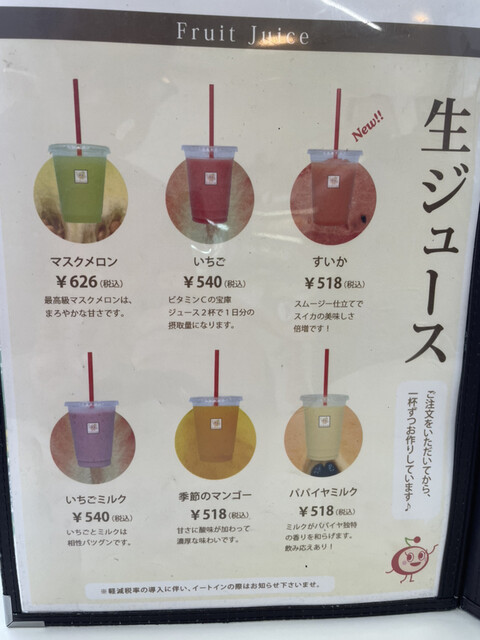 Fruit Juice
生ジュース
New!!
マスクメロン
￥626(税込)
最高級マスクメロンは、
まろやかな甘さです。
いちご
￥540(税込)
ビタミンCの宝庫
ジュース2杯で1日分の
摂取量になります。
すいか
￥518(税込)
スムージー仕立てで
スイカの美味しさ
倍増です！
いちごミルク
￥540(税込)
いちごとミルクは
相性バツグンです。
季節のマンゴー
￥518(税込)
甘さに酸味が加わって
濃厚な味わいです。
パパイヤミルク
￥518(税込)
ミルクがパパイヤ独特
の香りを和らげます。
飲み応えあり！
ご注文をいただいてから、
一杯ずつお作りしています♪
※軽減税率の導入に伴い、イートインの際はお知らせ下さいませ。